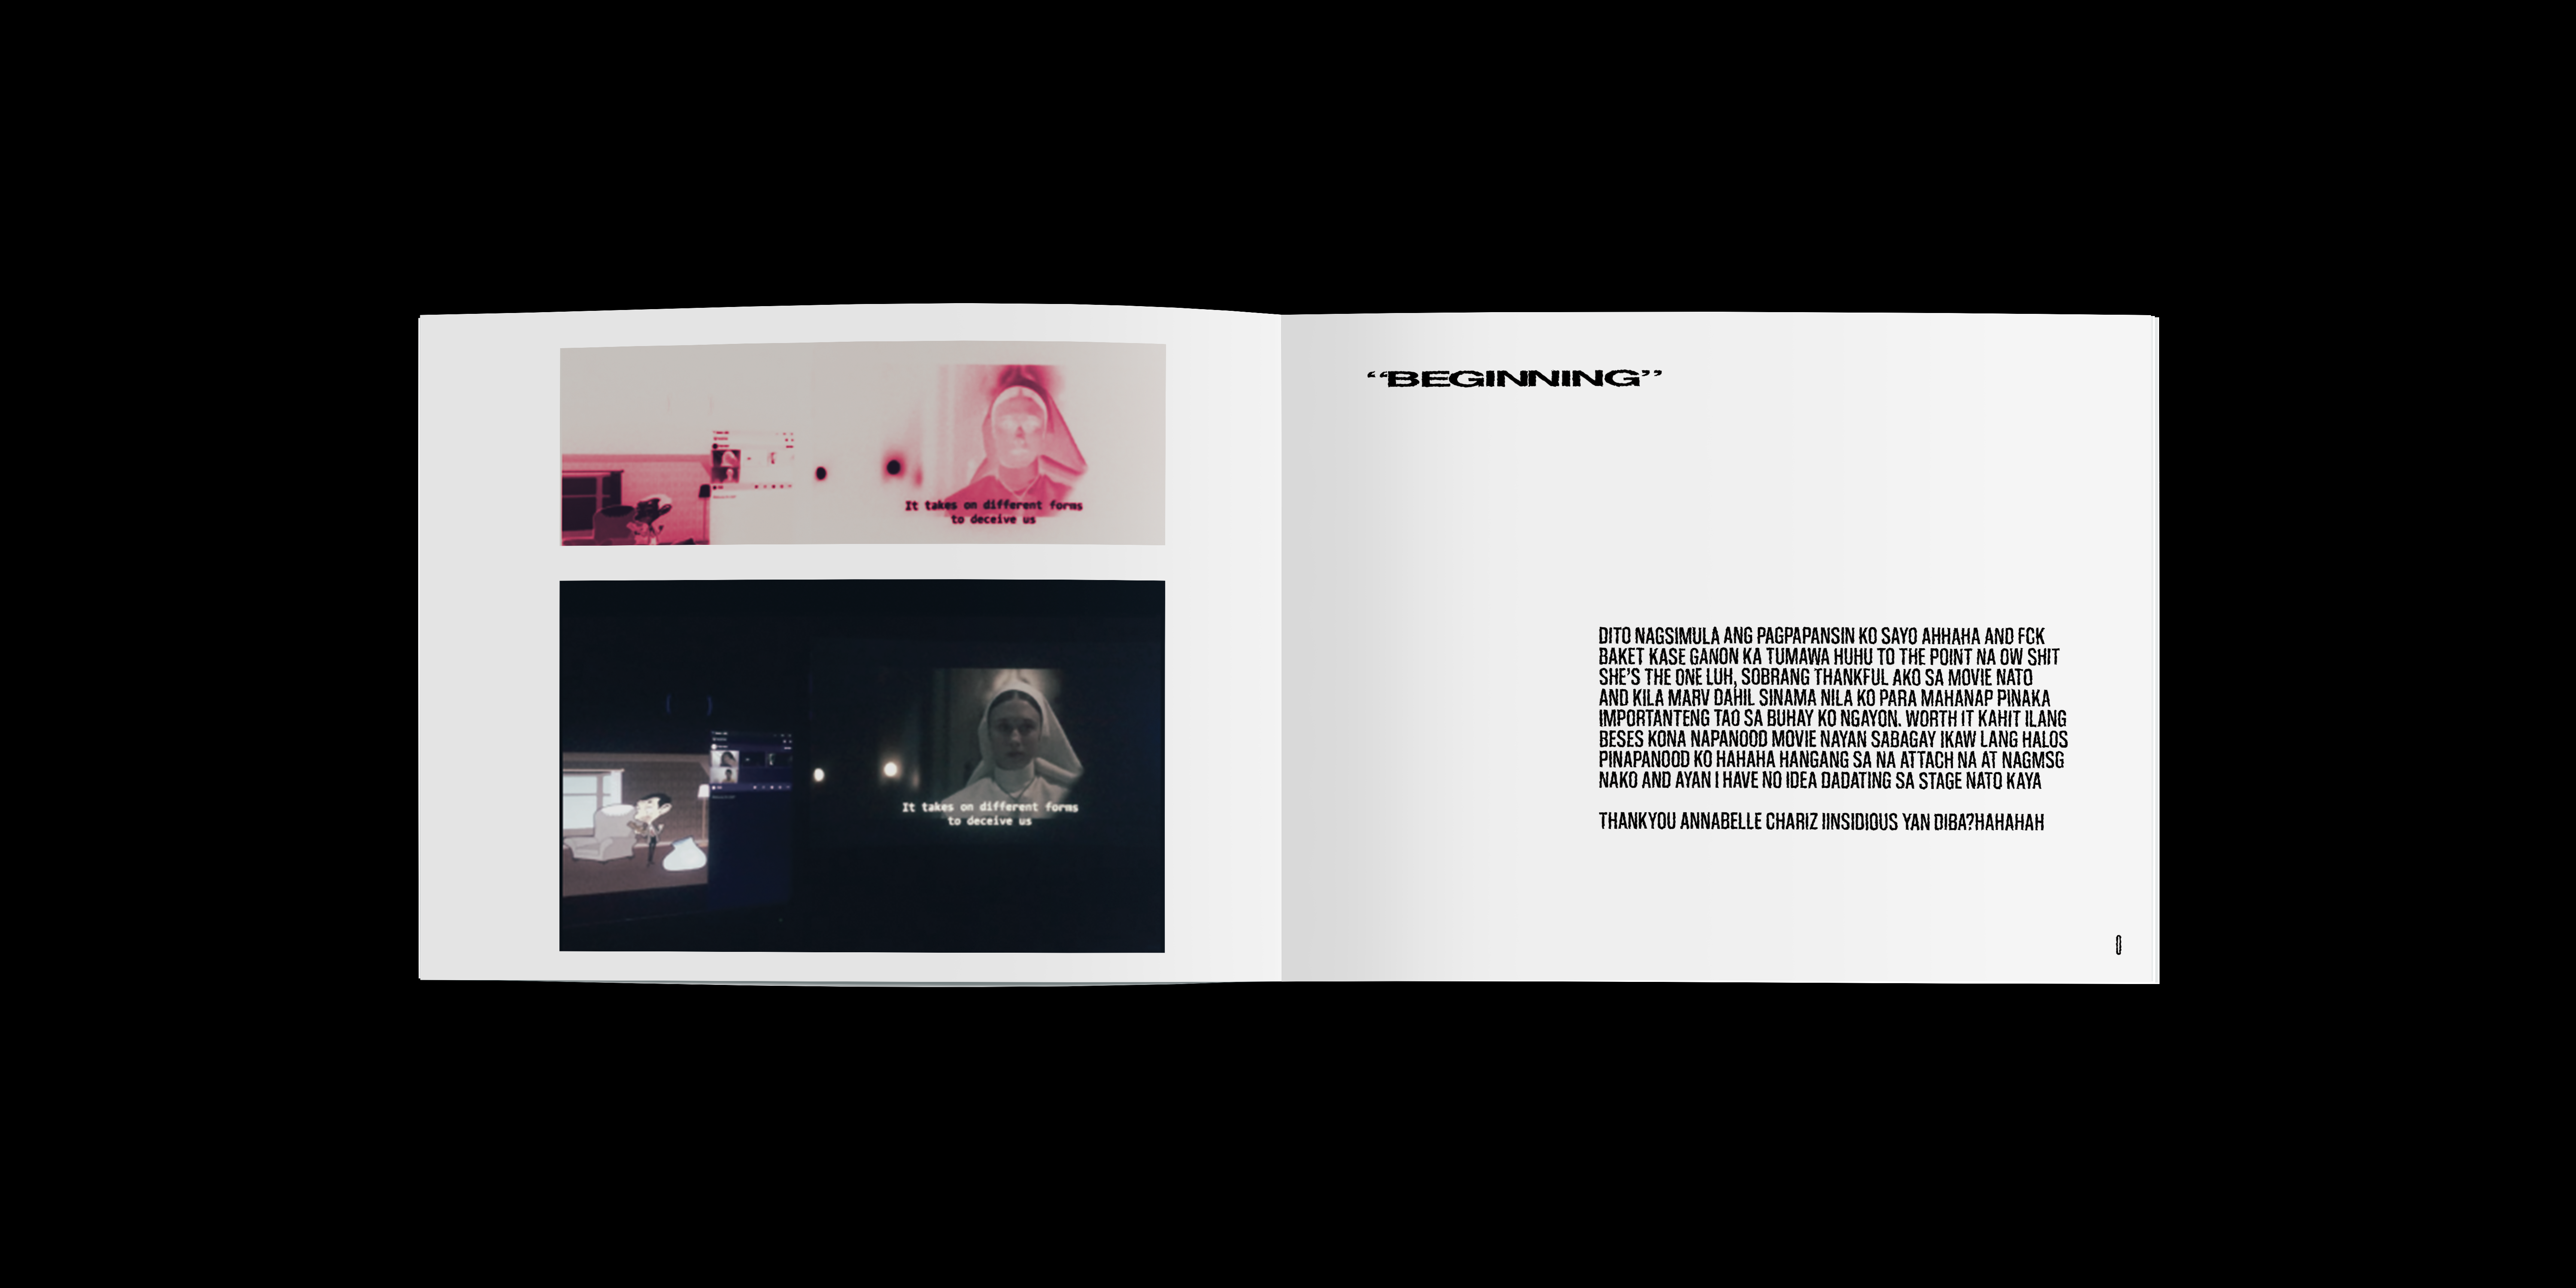 It takes on different forms
to deceive us
It takes on different forms
to deceive us
“BEGINNING”
DITO NAGSIMULA ANG PAGPAPANSIN KO SAYO AHHAHA AND FCK
BAKET KASE GANON KA TUMAWA HUHU TO THE POINT NA OW SHIT
SHE'S THE ONE LUH, SOBRANG THANKFUL AKO SA MOVIE NATO
AND KILA MARV DAHIL SINAMA NILA KO PARA MAHANAP PINAKA
IMPORTANTENG TAO SA BUHAY KO NGAYON. WORTH IT KAHIT ILANG
BESES KONA NAPANOOD MOVIE NAYAN SABAGAY IKAW LANG HALOS
PINAPANOOD KO HAHAHA HANGANG SA NA ATTACH NA AT NAGMSG
NAKO AND AYAN I HAVE NO IDEA DADATING SA STAGE NATO KAYA
THANKYOU ANNABELLE CHARIZ IINSIDIOUS YAN DIBA?HAHAHAH
0